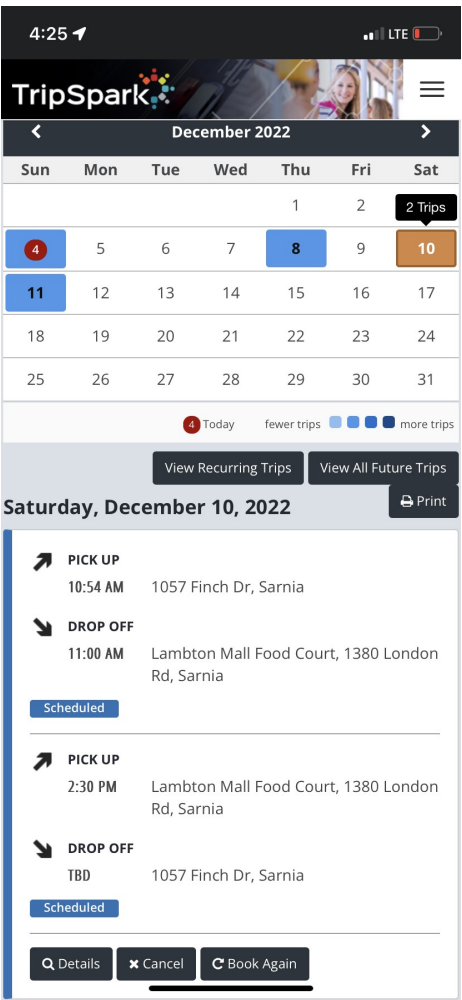 4:25
LTE
TripSpark
December 2022
Sun Mon Tue Wed Thu Fri Sat
1 2 2 Trips
4 5 6 7 8 9 10
11 12 13 14 15 16 17
18 19 20 21 22 23 24
25 26 27 28 29 30 31
4 Today fewer trips more trips
View Recurring Trips View All Future Trips
Print
Saturday, December 10, 2022
PICK UP
10:54 AM 1057 Finch Dr, Sarnia
DROP OFF
11:00 AM Lambton Mall Food Court, 1380 London
Rd, Sarnia
Scheduled
PICK UP
2:30 PM Lambton Mall Food Court, 1380 London
Rd, Sarnia
DROP OFF
TBD 1057 Finch Dr, Sarnia
Scheduled
Details Cancel Book Again